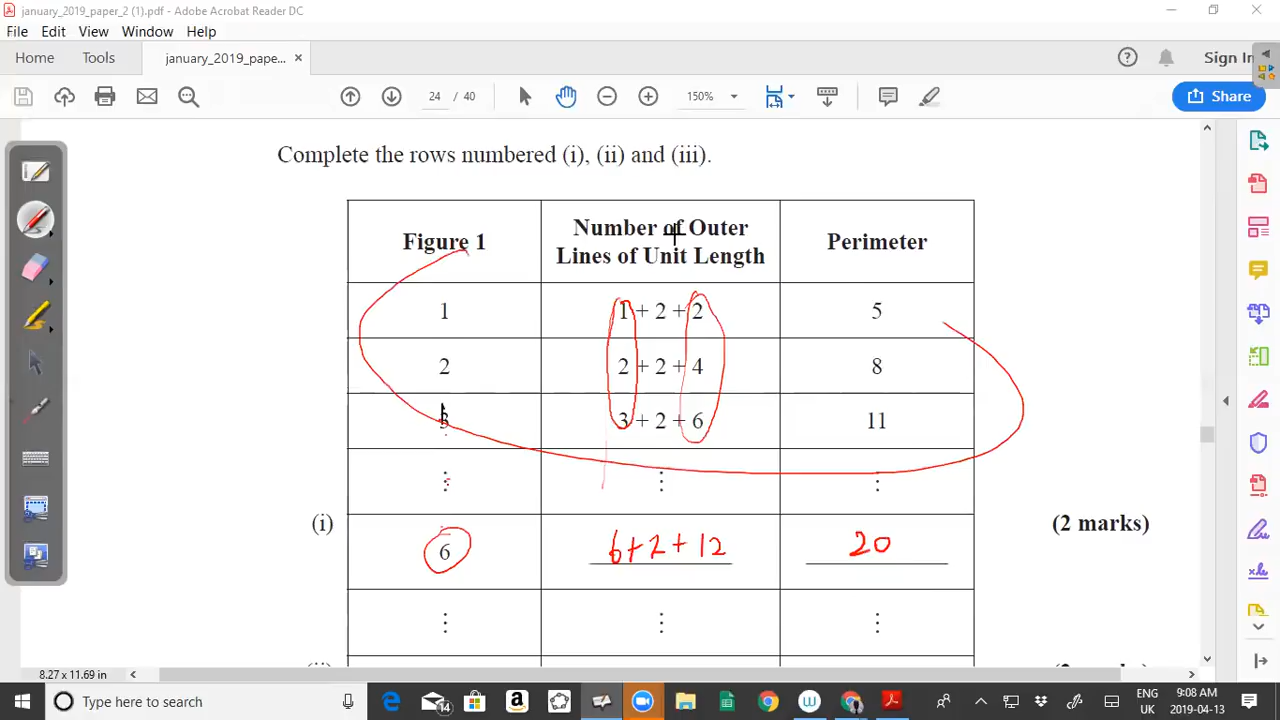 january_2019_paper_2 (1).pdf - Adobe Acrobat Reader DC
File Edit View Window Help
Home Tools january_2019_pape... × Sign In
24 / 40 150% Share
Complete the rows numbered (i), (ii) and (iii).
Figure 1 Number of Outer Lines of Unit Length Perimeter
1 1 + 2 + 2 5
2 2 + 2 + 4 8
3 3 + 2 + 6 11
⋮ ⋮ ⋮
(i) 6 6+2+12 20 (2 marks)
⋮ ⋮ ⋮
8.27 x 11.69 in
Type here to search 14 ENG 9:08 AM
UK 2019-04-13